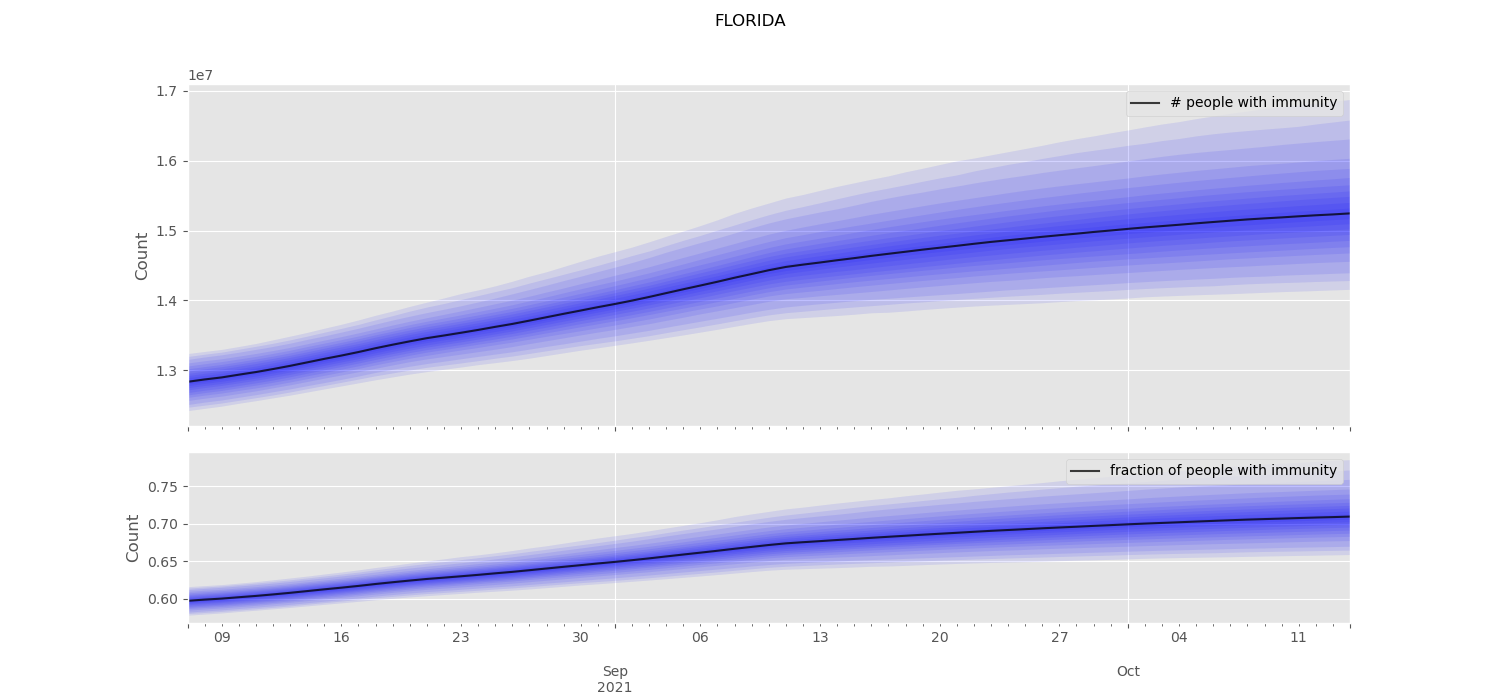 FLORIDA
1e7
1.7
# people with immunity
1.6
1.5
1.4
1.3
Count
fraction of people with immunity
0.75
0.70
0.65
0.60
Count
09 16 23 30 06 13 20 27 04 11
Sep Oct
2021